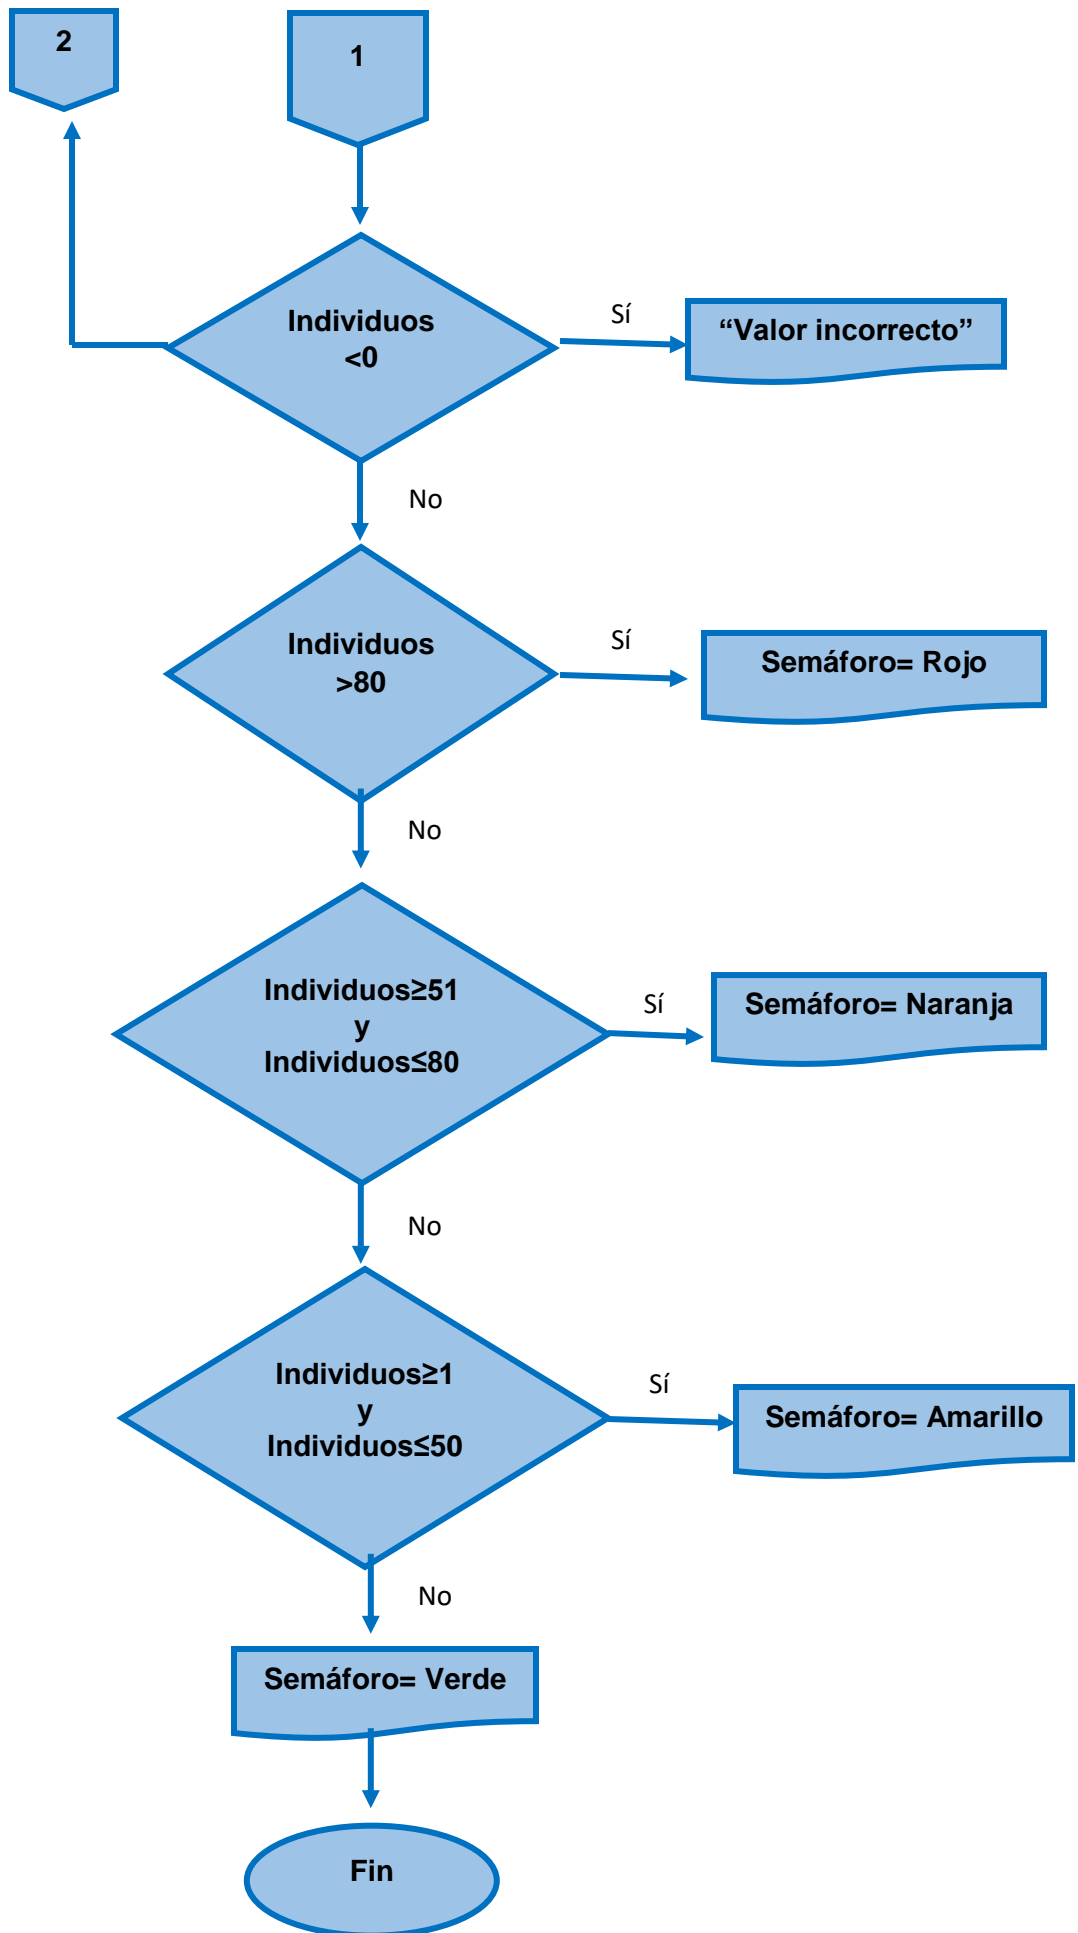 2
1
Individuos
<0
Sí
“Valor incorrecto”
No
Individuos
>80
Sí
Semáforo= Rojo
No
Individuos≥51
y
Individuos≤80
Sí
Semáforo= Naranja
No
Individuos≥1
y
Individuos≤50
Sí
Semáforo= Amarillo
No
Semáforo= Verde
Fin